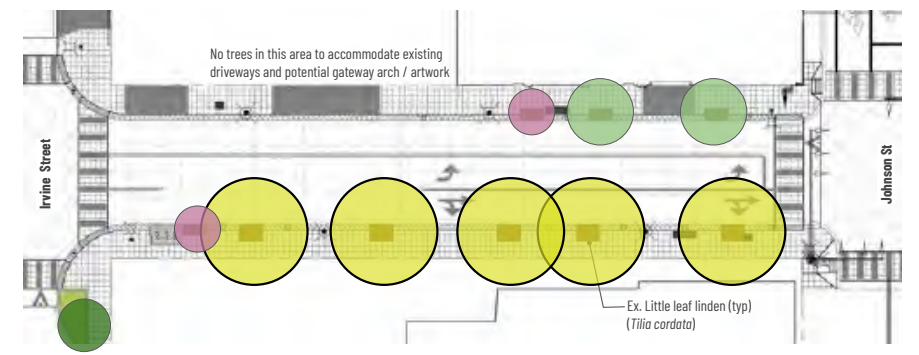 No trees in this area to accommodate existing
driveways and potential gateway arch / artwork
Irvine Street
Johnson St
Ex. Little leaf linden (typ)
(Tilia cordata)